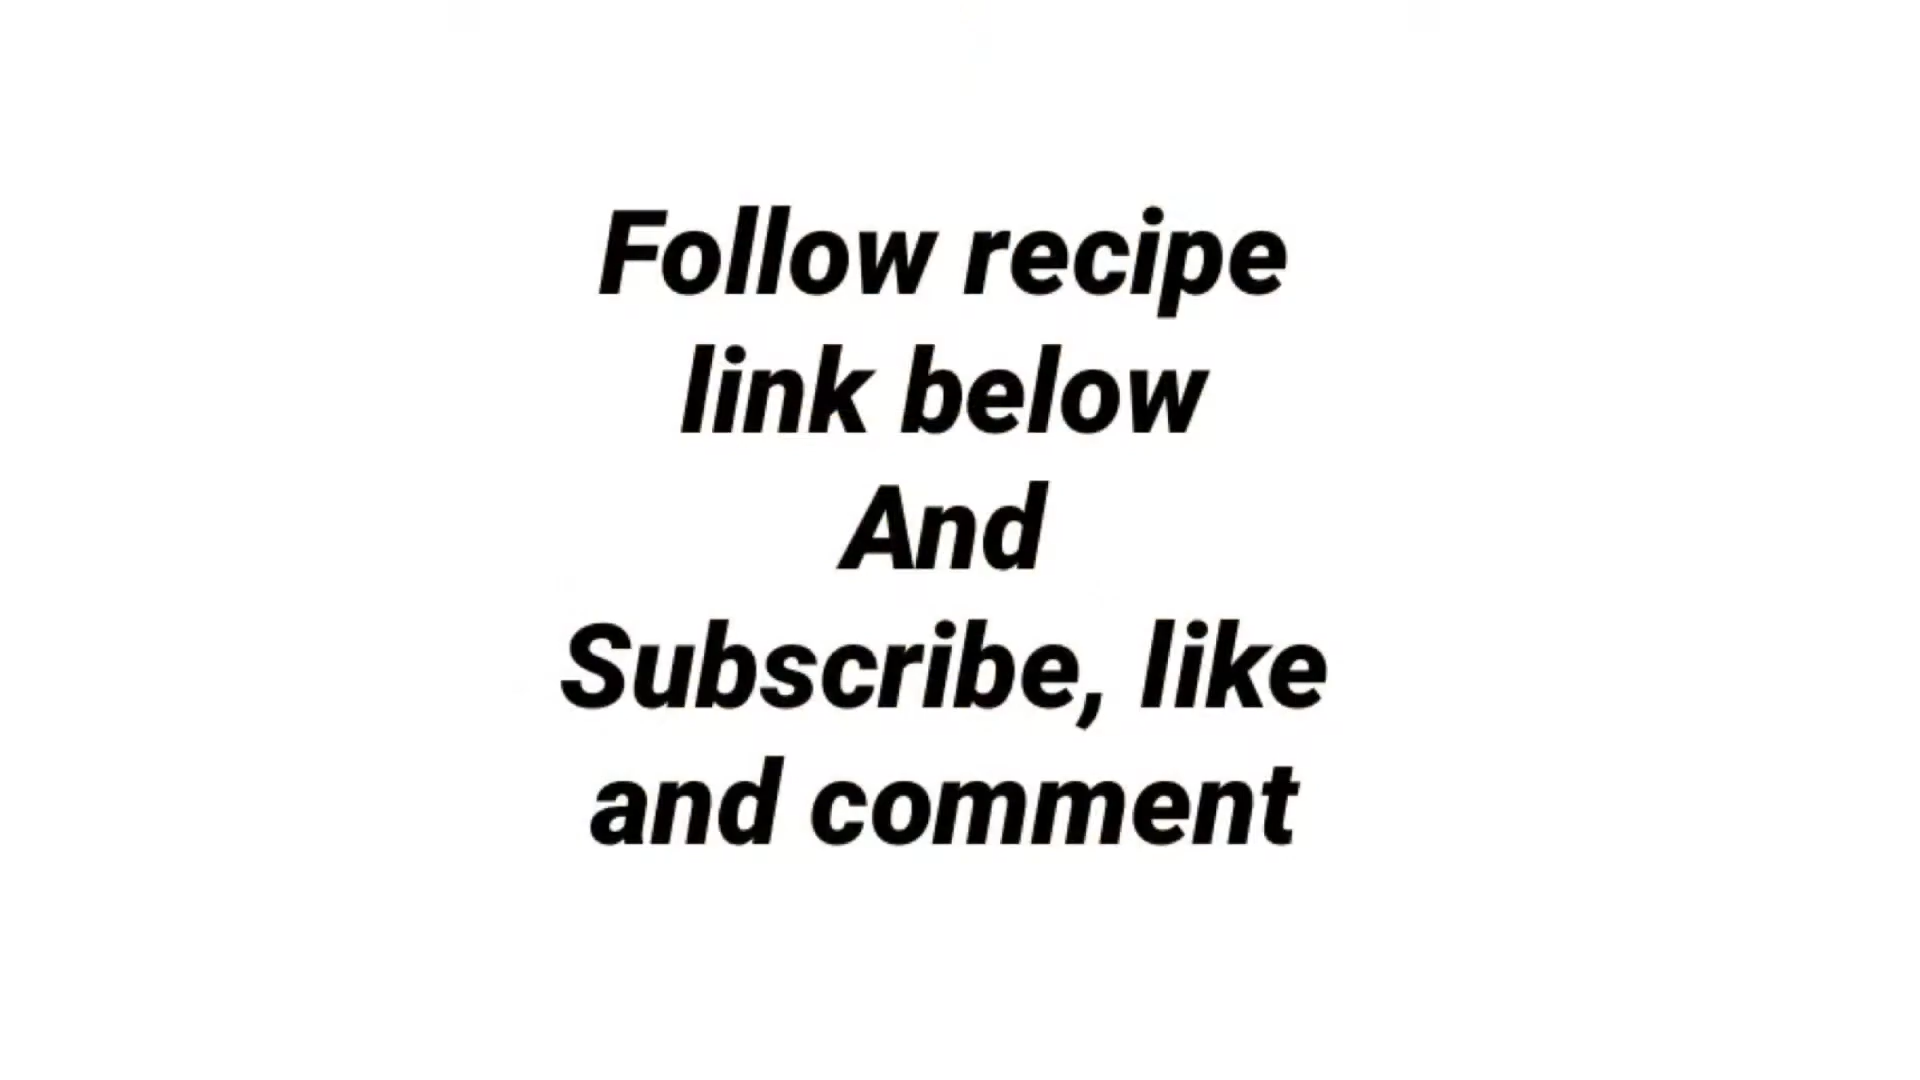 Follow recipe
link below
And
Subscribe, like
and comment